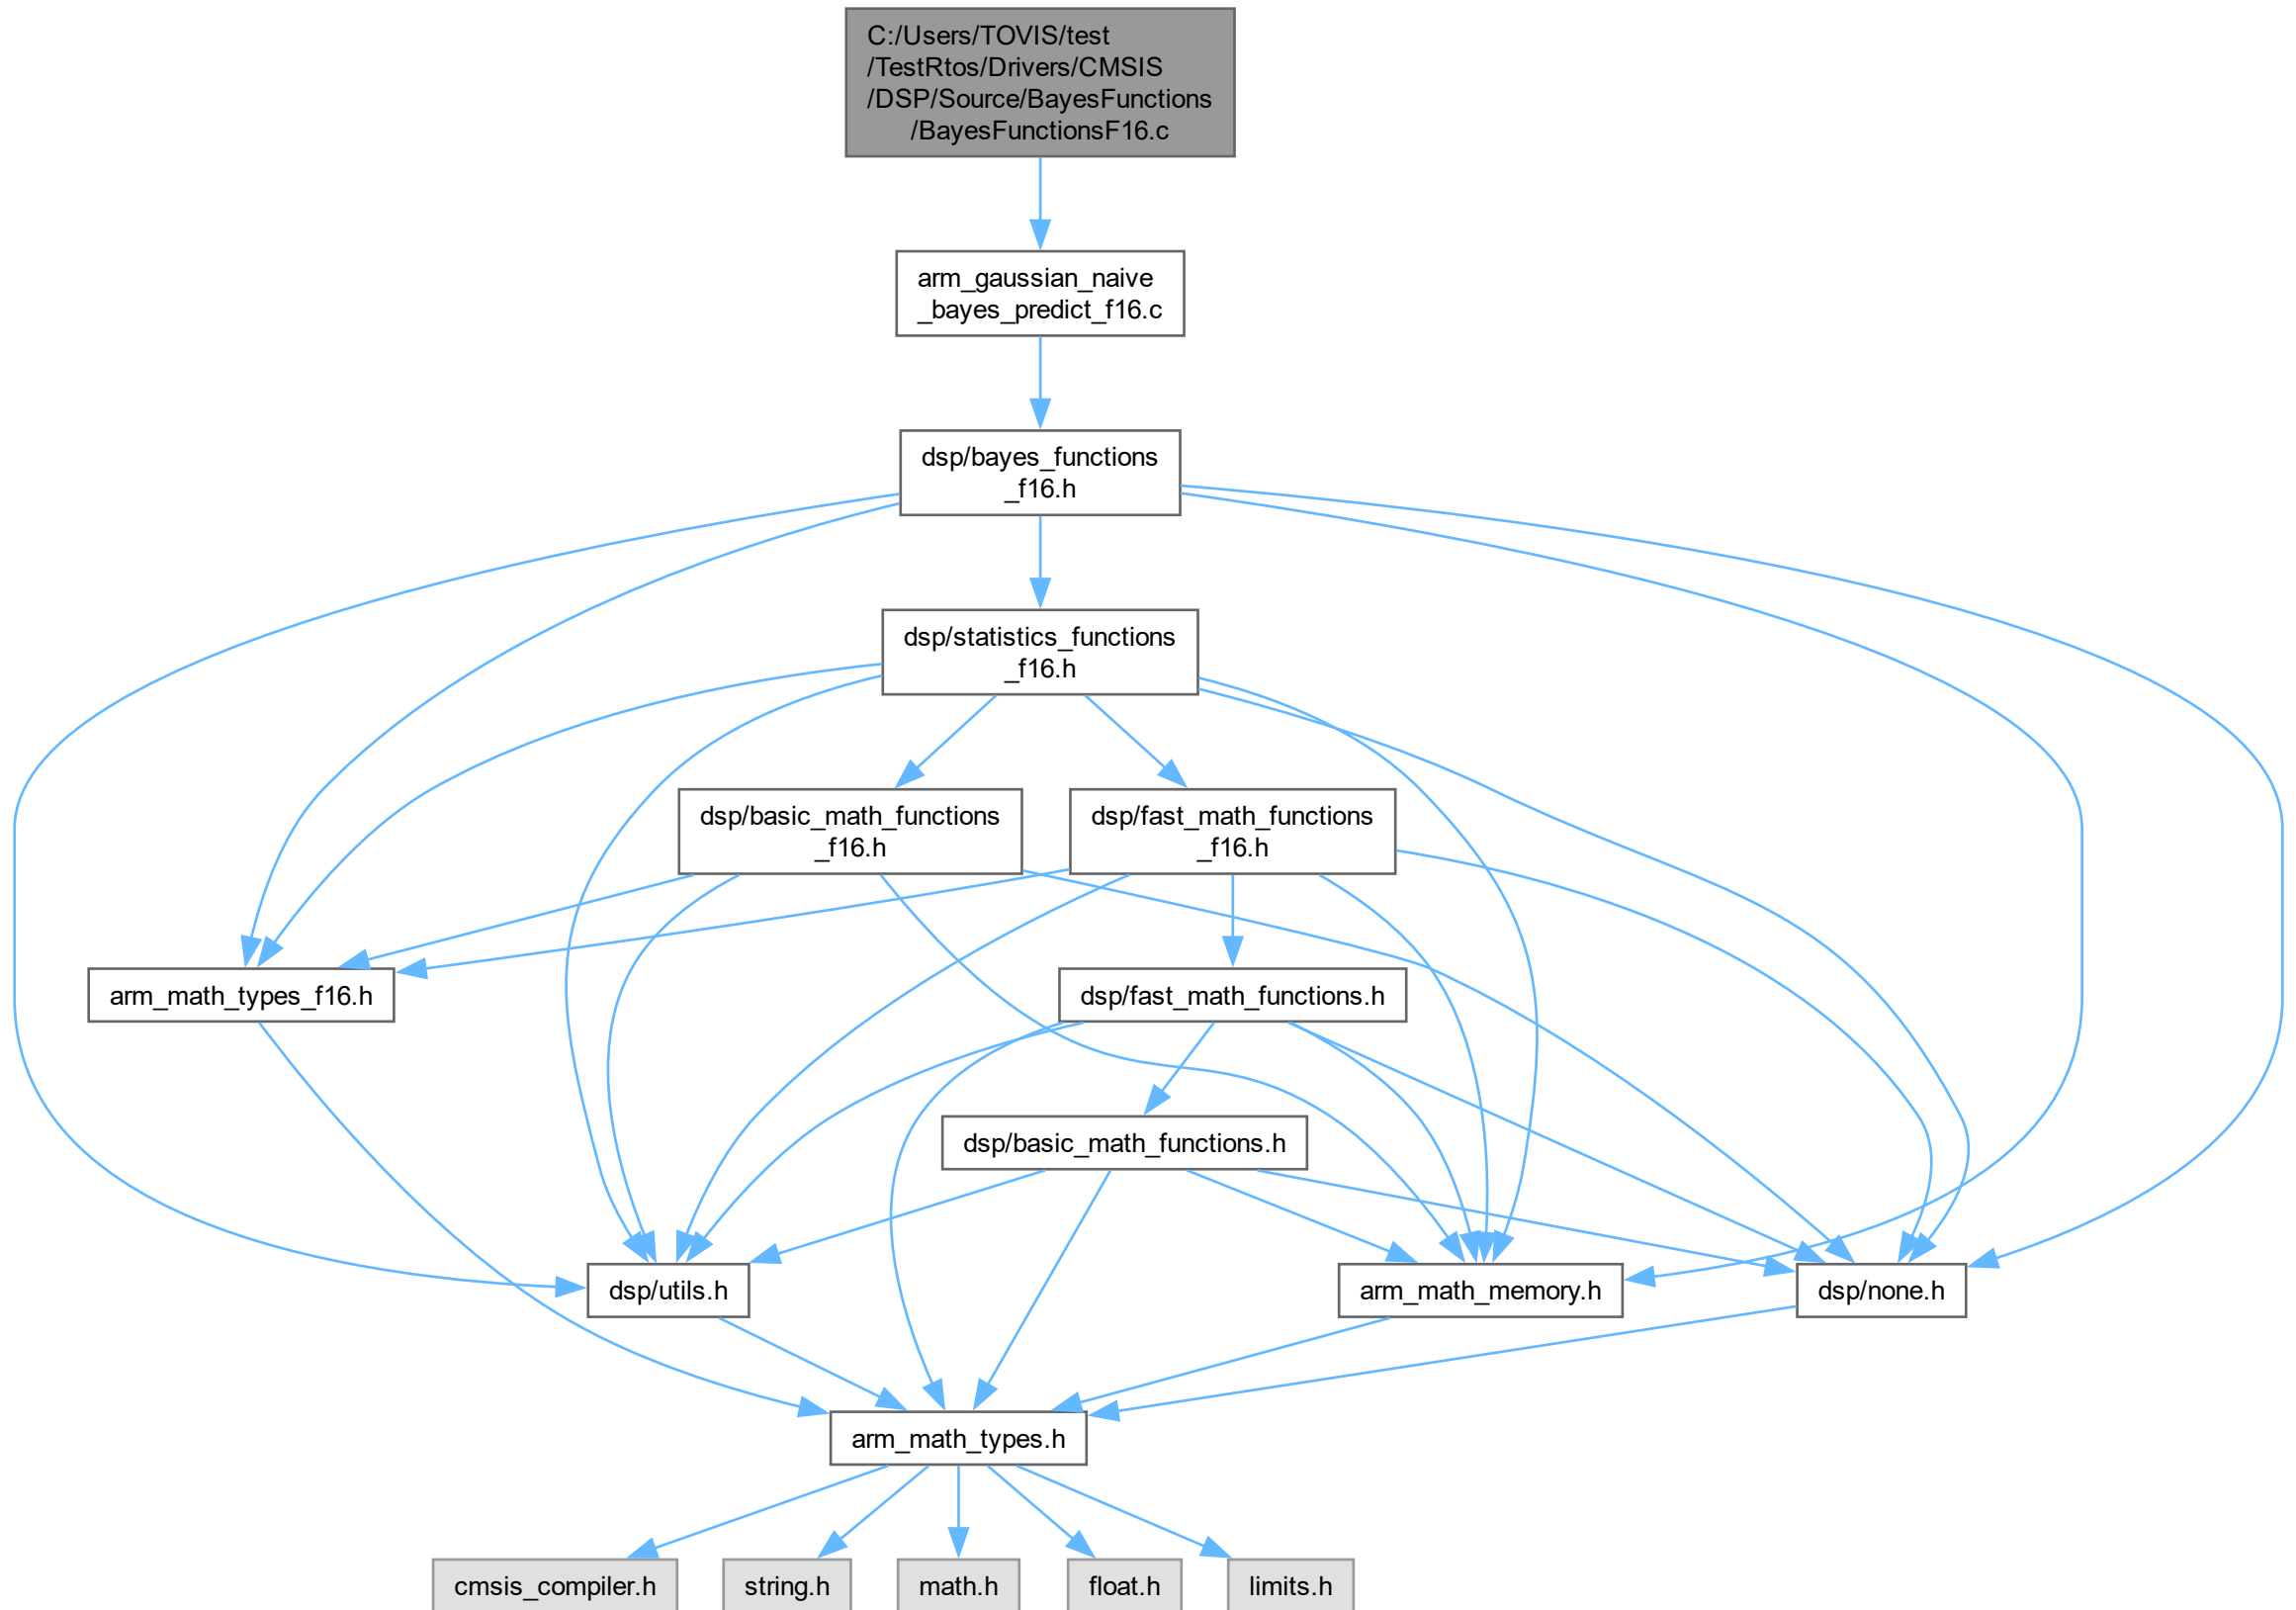 C:/Users/TOVIS/test
/TestRtos/Drivers/CMSIS
/DSP/Source/BayesFunctions
/BayesFunctionsF16.c
arm_gaussian_naive
_bayes_predict_f16.c
dsp/bayes_functions
_f16.h
dsp/statistics_functions
_f16.h
dsp/basic_math_functions
_f16.h
dsp/fast_math_functions
_f16.h
arm_math_types_f16.h
dsp/fast_math_functions.h
dsp/basic_math_functions.h
dsp/utils.h
arm_math_memory.h
dsp/none.h
arm_math_types.h
cmsis_compiler.h
string.h
math.h
float.h
limits.h